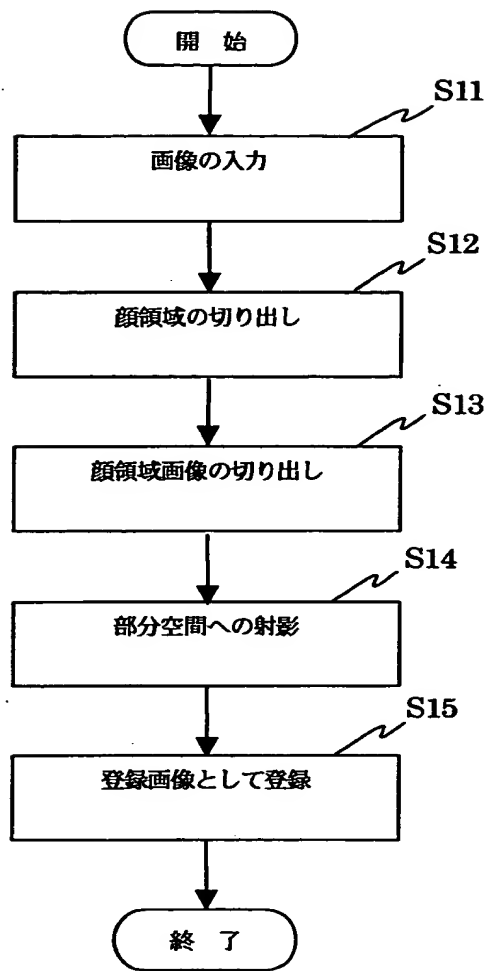 開 始
S11
画像の入力
S12
顔領域の切り出し
S13
顔領域画像の切り出し
S14
部分空間への射影
S15
登録画像として登録
終 了